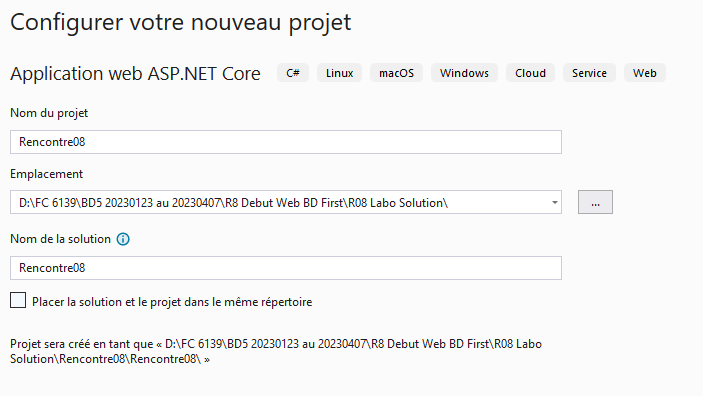 Configurer votre nouveau projet
Application web ASP.NET Core C# Linux macOS Windows Cloud Service Web
Nom du projet
Rencontre08
Emplacement
D:\FC 6139\BD5 20230123 au 20230407\R8 Debut Web BD First\R08 Labo Solution\ ...
Nom de la solution
Rencontre08
Placer la solution et le projet dans le même répertoire
Projet sera créé en tant que « D:\FC 6139\BD5 20230123 au 20230407\R8 Debut Web BD First\R08 Labo
Solution\Rencontre08\Rencontre08\ »